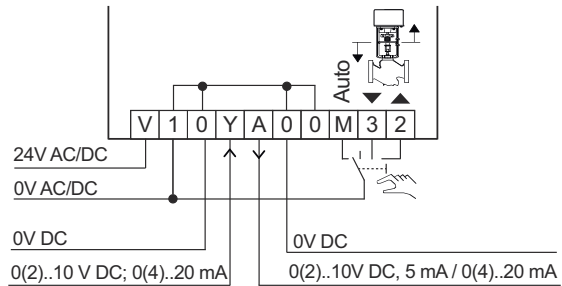 Auto
V 1 0 Y A 0 0 M 3 2
24V AC/DC
0V AC/DC
0V DC
0V DC
0(2)..10 V DC; 0(4)..20 mA
0(2)..10V DC, 5 mA / 0(4)..20 mA